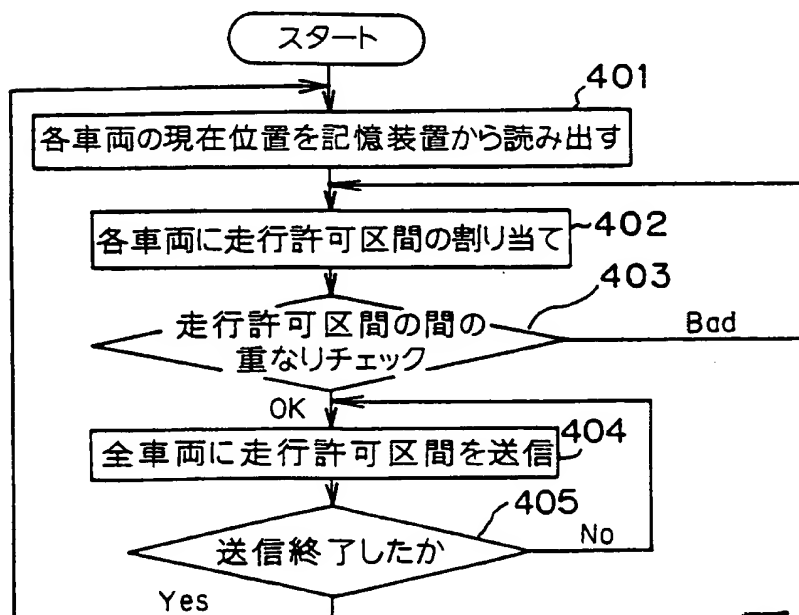 スタート
401
各車両の現在位置を記憶装置から読み出す
各車両に走行許可区間の割り当て
402
403
走行許可区間の間の
重なりチェック
Bad
OK
全車両に走行許可区間を送信
404
405
送信終了したか
No
Yes